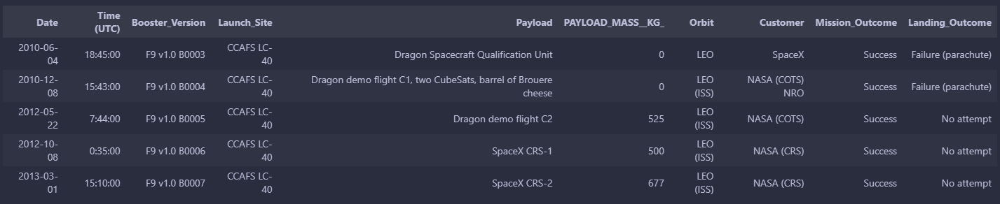 Date Time (UTC) Booster_Version Launch_Site Payload PAYLOAD_MASS__KG_ Orbit Customer Mission_Outcome Landing_Outcome
2010-06-04 18:45:00 F9 v1.0 B0003 CCAFS LC-40 Dragon Spacecraft Qualification Unit 0 LEO SpaceX Success Failure (parachute)
2010-12-08 15:43:00 F9 v1.0 B0004 CCAFS LC-40 Dragon demo flight C1, two CubeSats, barrel of Brouere cheese 0 LEO (ISS) NASA (COTS) NRO Success Failure (parachute)
2012-05-22 7:44:00 F9 v1.0 B0005 CCAFS LC-40 Dragon demo flight C2 525 LEO (ISS) NASA (COTS) Success No attempt
2012-10-08 0:35:00 F9 v1.0 B0006 CCAFS LC-40 SpaceX CRS-1 500 LEO (ISS) NASA (CRS) Success No attempt
2013-03-01 15:10:00 F9 v1.0 B0007 CCAFS LC-40 SpaceX CRS-2 677 LEO (ISS) NASA (CRS) Success No attempt